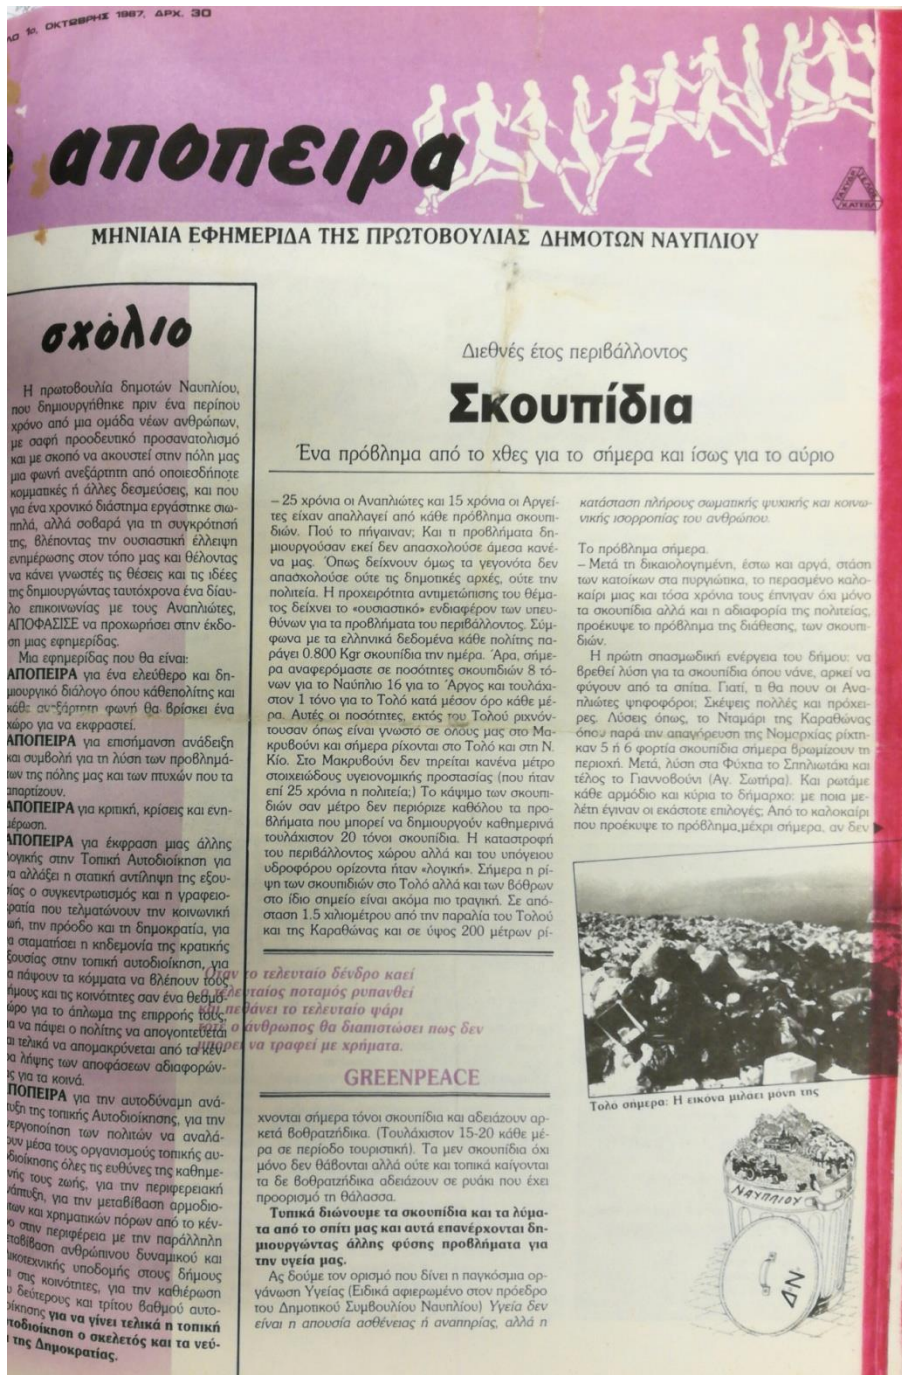 1ο, ΟΚΤΩΒΡΗΣ 1987, ΔΡΧ. 30
αποπειρα
ΤΑΧΥΔΡ. ΤΕΛΟΣ ΚΑΤΕΒΛ.
ΜΗΝΙΑΙΑ ΕΦΗΜΕΡΙΔΑ ΤΗΣ ΠΡΩΤΟΒΟΥΛΙΑΣ ΔΗΜΟΤΩΝ ΝΑΥΠΛΙΟΥ
σχόλιο
Η πρωτοβουλία δημοτών Ναυπλίου,
που δημιουργήθηκε πριν ένα περίπου
χρόνο από μια ομάδα νέων ανθρώπων,
με σαφή προοδευτικό προσανατολισμό
και με σκοπό να ακουστεί στην πόλη μας
μια φωνή ανεξάρτητη από οποιεσδήποτε
κομματικές ή άλλες δεσμεύσεις, και που
για ένα χρονικό διάστημα εργάστηκε σιω-
πηλά, αλλά σοβαρά για τη συγκρότησή
της, βλέποντας την ουσιαστική έλλειψη
ενημέρωσης στον τόπο μας και θέλοντας
να κάνει γνωστές τις θέσεις και τις ιδέες
της δημιουργώντας ταυτόχρονα ένα δίαυ-
λο επικοινωνίας με τους Αναπλιώτες,
ΑΠΟΦΑΣΙΣΕ να προχωρήσει στην έκδο-
ση μιας εφημερίδας.
Μια εφημερίδας που θα είναι:
ΑΠΟΠΕΙΡΑ για ένα ελεύθερο και δη-
μιουργικό διάλογο όπου κάθεπολίτης και
κάθε ανεξάρτητη φωνή θα βρίσκει ένα
χώρο για να εκφραστεί.
ΑΠΟΠΕΙΡΑ για επισήμανση ανάδειξη
και συμβολή για τη λύση των προβλημά-
των της πόλης μας και των πτυχών που τα
απαρτίζουν.
ΑΠΟΠΕΙΡΑ για κριτική, κρίσεις και ενη-
μέρωση.
ΑΠΟΠΕΙΡΑ για έκφραση μιας άλλης
λογικής στην Τοπική Αυτοδιοίκηση για
να αλλάξει η στατική αντίληψη της εξου-
σίας ο συγκεντρωτισμός και η γραφειο-
κρατία που τελματώνουν την κοινωνική
ζωή, την πρόοδο και τη δημοκρατία, για
να σταματήσει η κηδεμονία της κρατικής
εξουσίας στην τοπική αυτοδιοίκηση, για
να πάψουν τα κόμματα να βλέπουν τους
δήμους και τις κοινότητες σαν ένα θεσμό-
χώρο για το άπλωμα της επιρροής τους,
για να πάψει ο πολίτης να απογοητεύεται
και τελικά να απομακρύνεται από τα κέν-
τρα λήψης των αποφάσεων αδιαφορών-
τας για τα κοινά.
ΑΠΟΠΕΙΡΑ για την αυτοδύναμη ανά-
πτυξη της τοπικής Αυτοδιοίκησης, για την
ενεργοποίηση των πολιτών να αναλά-
βουν μέσα τους οργανισμούς τοπικής αυ-
τοδιοίκησης όλες τις ευθύνες της καθημε-
ρινής τους ζωής, για την περιφερειακή
ανάπτυξη, για την μεταβίβαση αρμοδιο-
τήτων και χρηματικών πόρων από το κέν-
τρο στην περιφέρεια με την παράλληλη
μεταβίβαση ανθρώπινου δυναμικού και
υλικοτεχνικής υποδομής στους δήμους
και στις κοινότητες, για την καθιέρωση
του δεύτερους και τρίτου βαθμού αυτο-
διοίκησης για να γίνει τελικά η τοπική
αυτοδιοίκηση ο σκελετός και τα νεύ-
ρα της Δημοκρατίας.
Διεθνές έτος περιβάλλοντος
Σκουπίδια
Ένα πρόβλημα από το χθες για το σήμερα και ίσως για το αύριο
– 25 χρόνια οι Αναπλιώτες και 15 χρόνια οι Αργεί-
τες είχαν απαλλαγεί από κάθε πρόβλημα σκουπι-
διών. Πού το πήγαιναν; Και τι προβλήματα δη-
μιουργούσαν εκεί δεν απασχολούσε άμεσα κανέ-
να μας. Όπως δείχνουν όμως τα γεγονότα δεν
απασχολούσε ούτε τις δημοτικές αρχές, ούτε την
πολιτεία. Η προχειρότητα αντιμετώπισης του θέμα-
τος δείχνει το «ουσιαστικό» ενδιαφέρον των υπευ-
θύνων για τα προβλήματα του περιβάλλοντος. Σύμ-
φωνα με τα ελληνικά δεδομένα κάθε πολίτης πα-
ράγει 0.800 Kgr σκουπίδια την ημέρα. Άρα, σήμε-
ρα αναφερόμαστε σε ποσότητες σκουπιδιών 8 τό-
νων για το Ναύπλιο 16 για το Άργος και τουλάχι-
στον 1 τόνο για το Τολό κατά μέσον όρο κάθε μέ-
ρα. Αυτές οι ποσότητες, εκτός του Τολού ριχνόν-
τουσαν όπως είναι γνωστό σε όλους μας στο Μα-
κρυβούνι και σήμερα ρίχονται στο Τολό και στη Ν.
Κίο. Στο Μακρυβούνι δεν τηρείται κανένα μέτρο
στοιχειώδους υγειονομικής προστασίας (που ήταν
επί 25 χρόνια η πολιτεία;) Το κάψιμο των σκουπι-
διών σαν μέτρο δεν περιόριζε καθόλου τα προ-
βλήματα που μπορεί να δημιουργούν καθημερινά
τουλάχιστον 20 τόνοι σκουπίδια. Η καταστροφή
του περιβάλλοντος χώρου αλλά και του υπόγειου
υδροφόρου ορίζοντα ήταν «λογική». Σήμερα η ρί-
ψη των σκουπιδιών στο Τολό αλλά και των βόθρων
στο ίδιο σημείο είναι ακόμα πιο τραγική. Σε από-
σταση 1.5 χιλιομέτρου από την παραλία του Τολού
και της Καραθώνας και σε ύψος 200 μέτρων ρί-
Όταν το τελευταίο δένδρο καεί
ο τελευταίος ποταμός ρυπανθεί
και πεθάνει το τελευταίο ψάρι
τότε ο άνθρωπος θα διαπιστώσει πως δεν
μπορεί να τραφεί με χρήματα.
GREENPEACE
χνονται σήμερα τόνοι σκουπίδια και αδειάζουν αρ-
κετά βοθρατζήδικα. (Τουλάχιστον 15-20 κάθε μέ-
ρα σε περίοδο τουριστική). Τα μεν σκουπίδια όχι
μόνο δεν θάβονται αλλά ούτε και τοπικά καίγονται
τα δε βοθρατζήδικα αδειάζουν σε ρυάκι που έχει
προορισμό τη θάλασσα.
Τυπικά διώνουμε τα σκουπίδια και τα λύμα-
τα από το σπίτι μας και αυτά επανέρχονται δη-
μιουργώντας άλλης φύσης προβλήματα για
την υγεία μας.
Ας δούμε τον ορισμό που δίνει η παγκόσμια ορ-
γάνωση Υγείας (Ειδικά αφιερωμένο στον πρόεδρο
του Δημοτικού Συμβουλίου Ναυπλίου) Υγεία δεν
είναι η απουσία ασθένειας ή αναπηρίας, αλλά η
κατάσταση πλήρους σωματικής ψυχικής και κοινω-
νικής ισορροπίας του ανθρώπου.
Το πρόβλημα σήμερα.
– Μετά τη δικαιολογημένη, έστω και αργά, στάση
των κατοίκων στα πυργιώτικα, το περασμένο καλο-
καίρι μιας και τόσα χρόνια τους έπνιγαν όχι μόνο
τα σκουπίδια αλλά και η αδιαφορία της πολιτείας,
προέκυψε το πρόβλημα της διάθεσης, των σκουπι-
διών.
Η πρώτη σπασμωδική ενέργεια του δήμου: να
βρεθεί λύση για τα σκουπίδια όπου νάνε, αρκεί να
φύγουν από τα σπίτια. Γιατί, τι θα πουν οι Ανα-
πλιώτες ψηφοφόροι; Σκέψεις πολλές και πρόχει-
ρες. Λύσεις όπως, το Νταμάρι της Καραθώνας
όπου παρά την απαγόρευση της Νομαρχίας ρίχτη-
καν 5 ή 6 φορτία σκουπίδια σήμερα βρωμίζουν τη
περιοχή. Μετά, λύση στα Φύχτια το Σπηλιωτάκι και
τέλος το Γιαννοβούνι (Αγ. Σωτήρα). Και ρωτάμε
κάθε αρμόδιο και κύρια το δήμαρχο: με ποια με-
λέτη έγιναν οι εκάστοτε επιλογές; Από το καλοκαίρι
που προέκυψε το πρόβλημα μέχρι σήμερα, αν δεν
Τολό σήμερα: Η εικόνα μιλάει μόνη της
ΝΑΥΠΛΙΟΥ
ΔΝ.